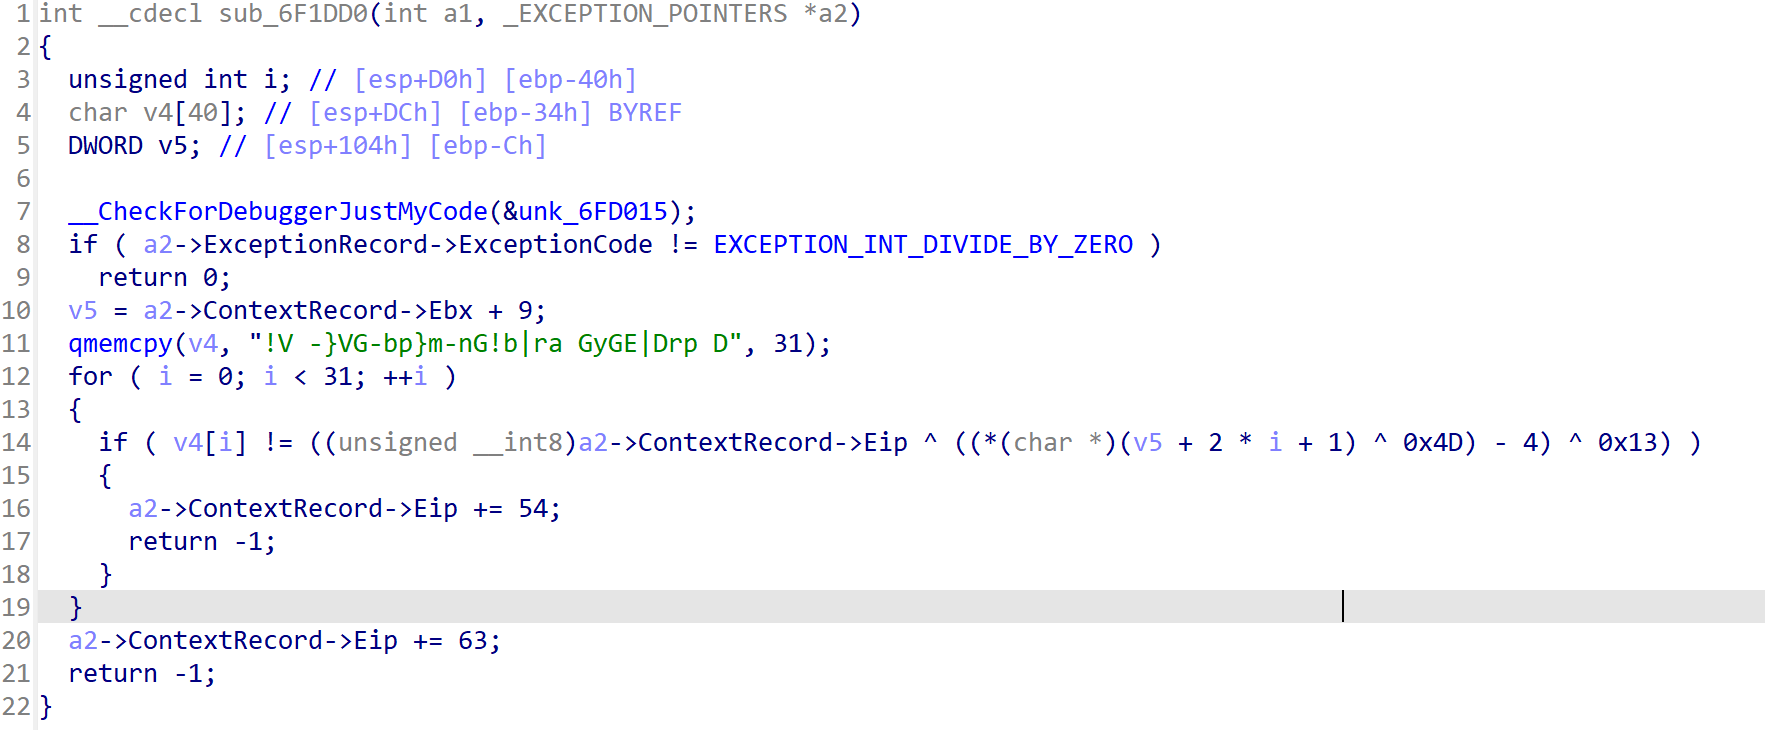 1 int __cdecl sub_6F1DD0(int a1, _EXCEPTION_POINTERS *a2)
2 {
3   unsigned int i; // [esp+D0h] [ebp-40h]
4   char v4[40]; // [esp+DCh] [ebp-34h] BYREF
5   DWORD v5; // [esp+104h] [ebp-Ch]
6
7   __CheckForDebuggerJustMyCode(&unk_6FD015);
8   if ( a2->ExceptionRecord->ExceptionCode != EXCEPTION_INT_DIVIDE_BY_ZERO )
9     return 0;
10   v5 = a2->ContextRecord->Ebx + 9;
11   qmemcpy(v4, "!V -}VG-bp}m-nG!b|ra GyGE|Drp D", 31);
12   for ( i = 0; i < 31; ++i )
13   {
14     if ( v4[i] != ((unsigned __int8)a2->ContextRecord->Eip ^ ((*(char *)(v5 + 2 * i + 1) ^ 0x4D) - 4) ^ 0x13) )
15     {
16       a2->ContextRecord->Eip += 54;
17       return -1;
18     }
19   }
20   a2->ContextRecord->Eip += 63;
21   return -1;
22 }